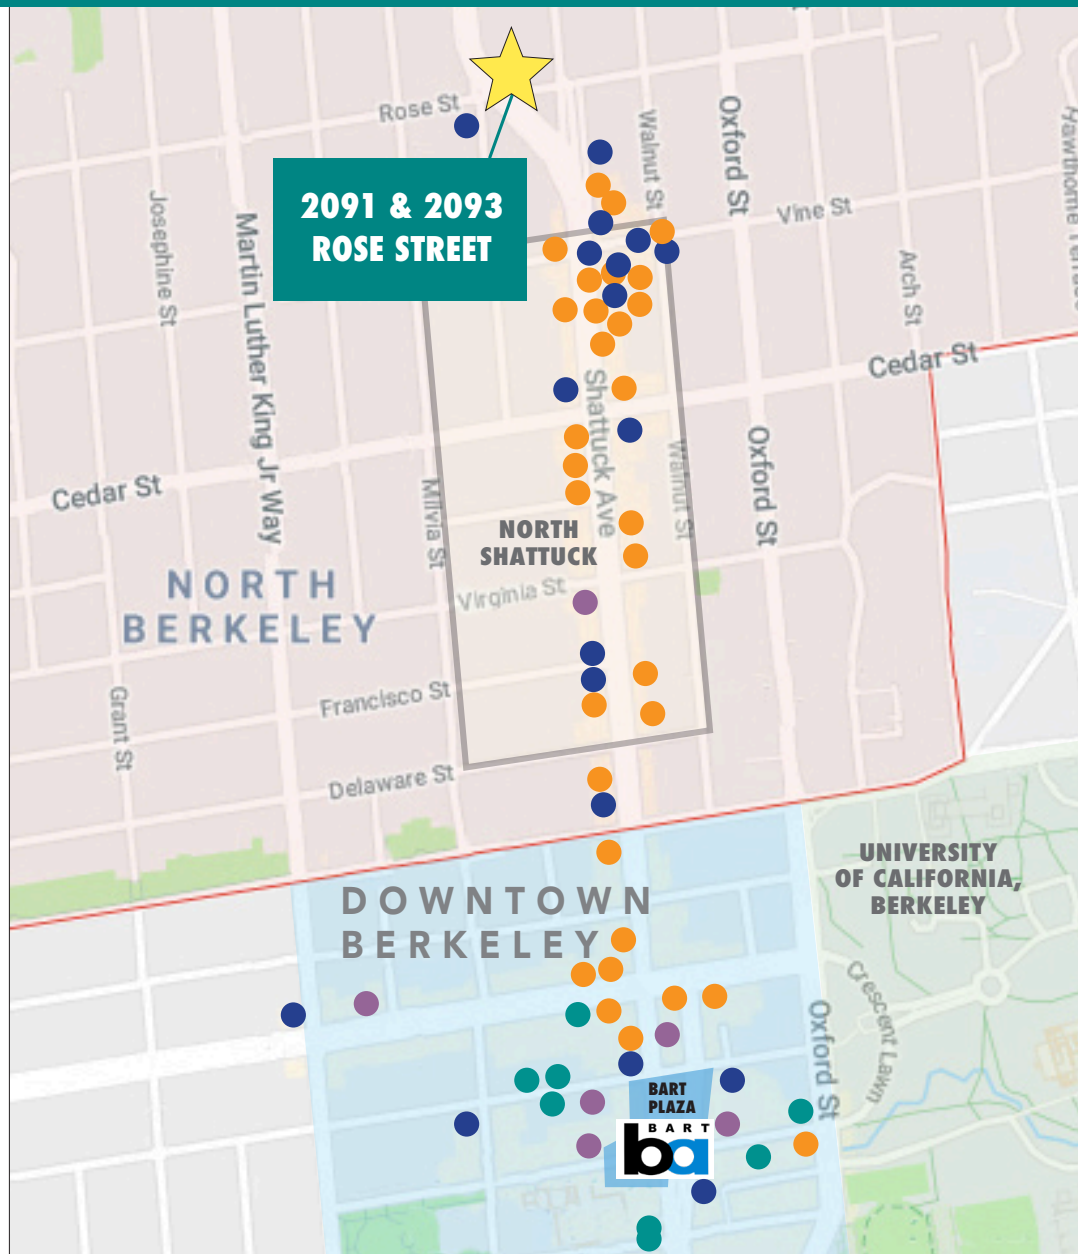 Rose St
Walnut St
Oxford St
Hawthorne Terrace
2091 & 2093
ROSE STREET
Josephine St
Martin Luther King Jr Way
Vine St
Arch St
Cedar St
Shattuck Ave
Oxford St
Walnut St
Cedar St
Milvia St
NORTH
SHATTUCK
NORTH
BERKELEY
Virginia St
Francisco St
Grant St
Delaware St
UNIVERSITY
OF CALIFORNIA,
BERKELEY
DOWNTOWN
BERKELEY
Crescent Lawn
Oxford St
BART
PLAZA
BART
ba